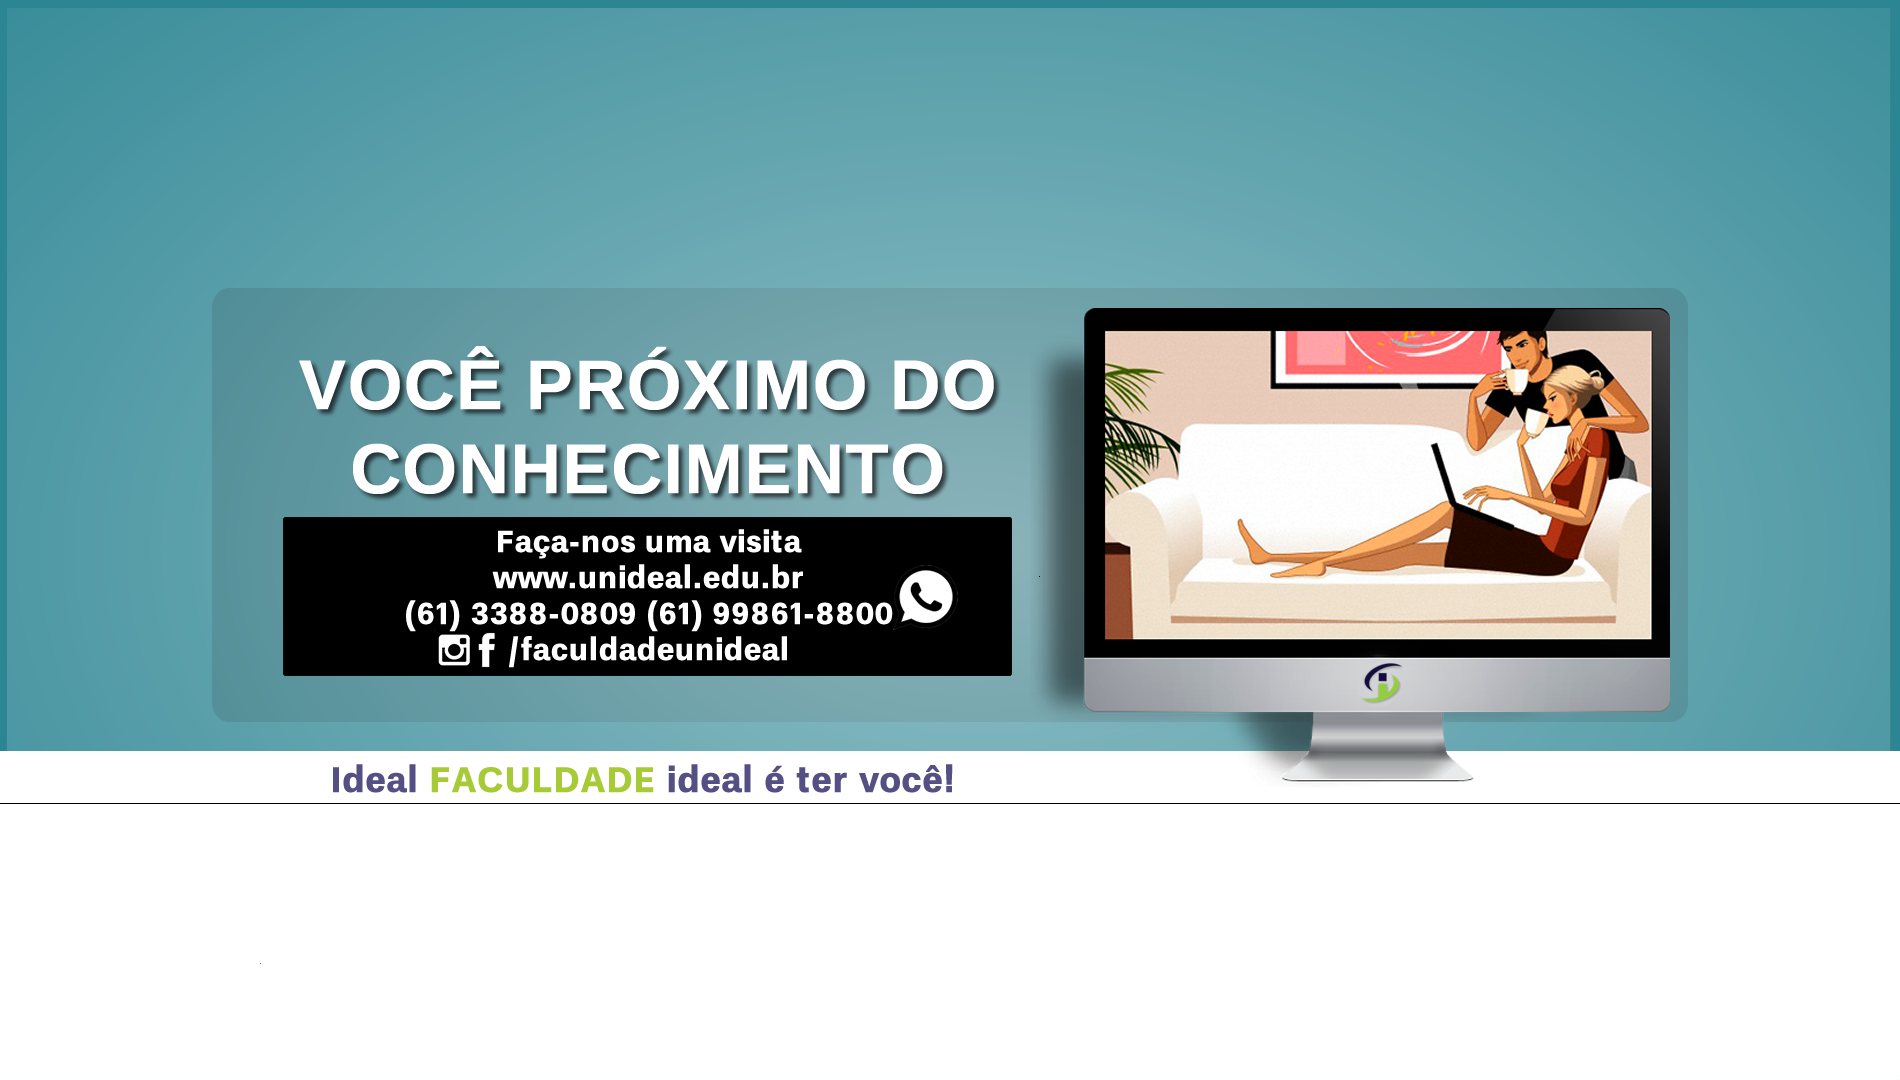 VOCÊ PRÓXIMO DO
CONHECIMENTO
Faça-nos uma visita
www.unideal.edu.br
(61) 3388-0809 (61) 99861-8800
/faculdadeunideal
Ideal FACULDADE ideal é ter você!